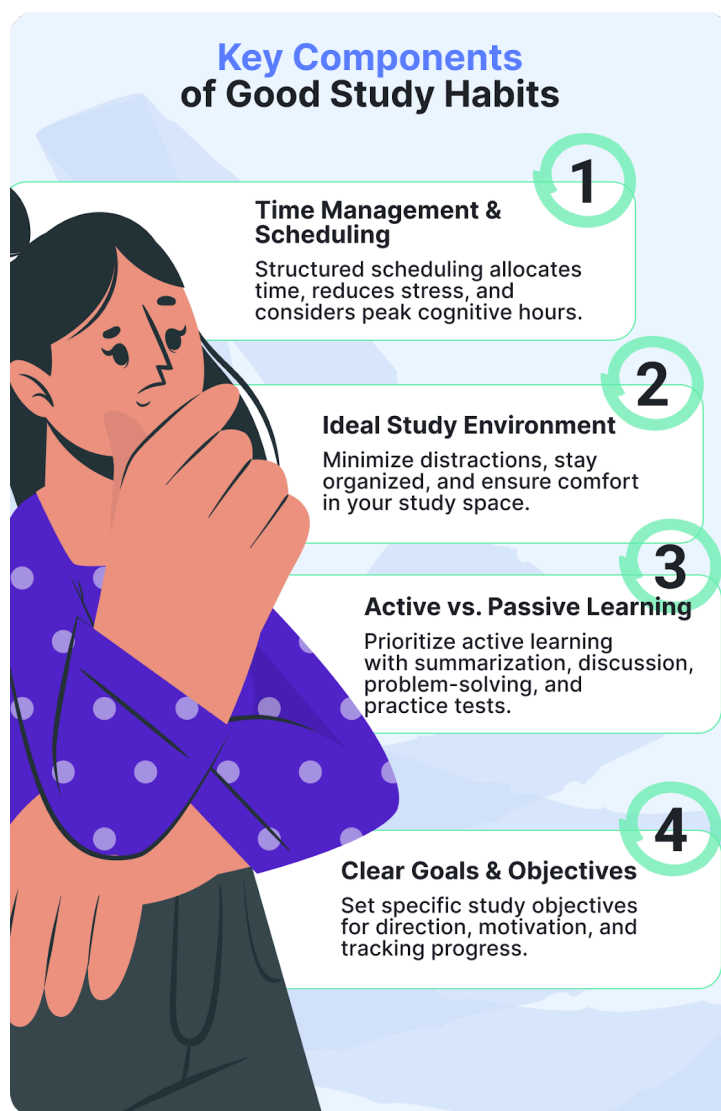 Key Components
of Good Study Habits
1
Time Management &
Scheduling
Structured scheduling allocates
time, reduces stress, and
considers peak cognitive hours.
2
Ideal Study Environment
Minimize distractions, stay
organized, and ensure comfort
in your study space.
3
Active vs. Passive Learning
Prioritize active learning
with summarization, discussion,
problem-solving, and
practice tests.
4
Clear Goals & Objectives
Set specific study objectives
for direction, motivation, and
tracking progress.